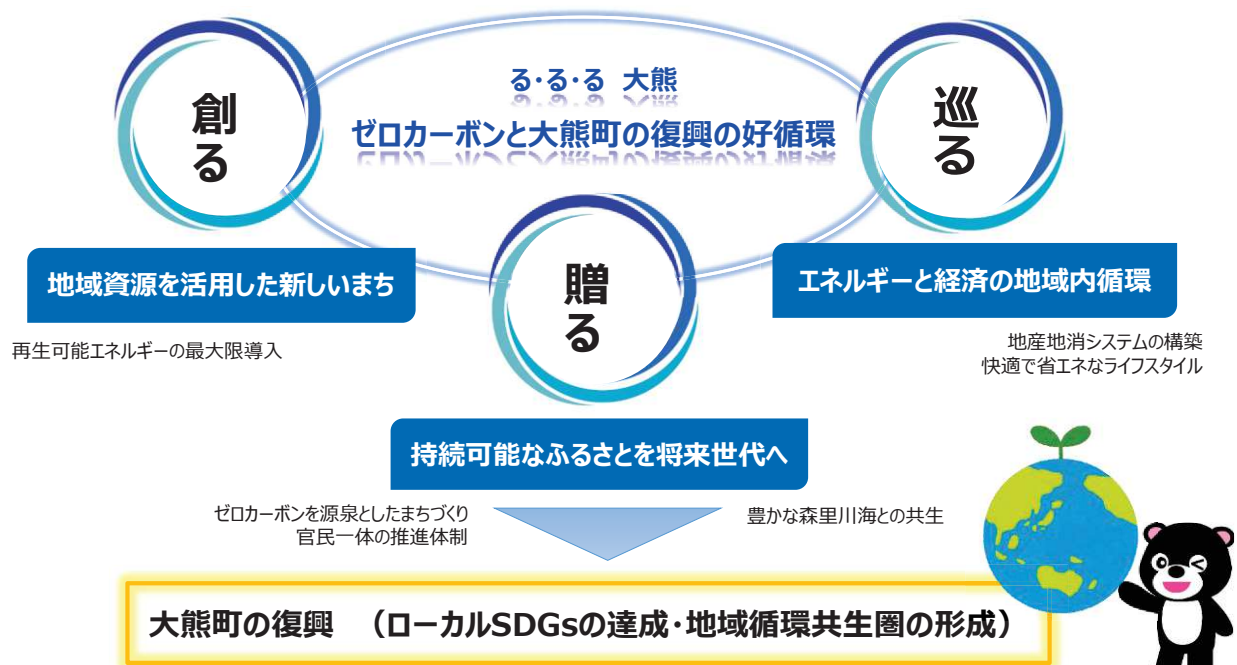 る・る・る 大熊
ゼロカーボンと大熊町の復興の好循環
創る
巡る
贈る
地域資源を活用した新しいまち
再生可能エネルギーの最大限導入
エネルギーと経済の地域内循環
地産地消システムの構築
快適で省エネなライフスタイル
持続可能なふるさとを将来世代へ
ゼロカーボンを源泉としたまちづくり
官民一体の推進体制
豊かな森里川海との共生
大熊町の復興　（ローカルSDGsの達成・地域循環共生圏の形成）